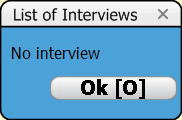 List of Interviews
No interview
Ok [O]